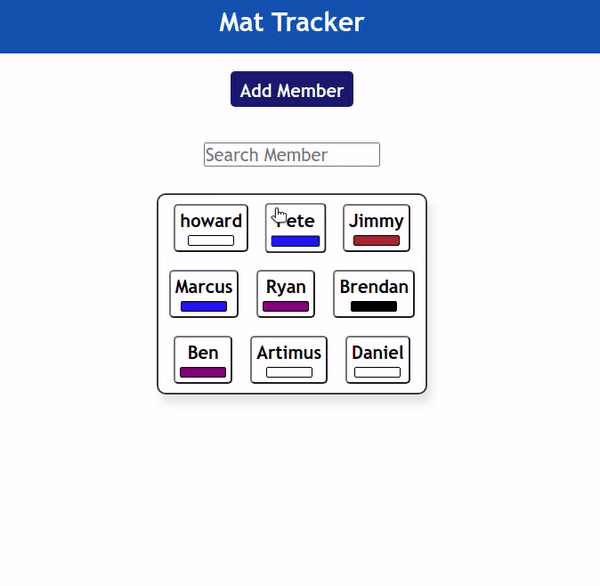 Mat Tracker
Add Member
Search Member
howard Pete Jimmy
Marcus Ryan Brendan
Ben Artimus Daniel